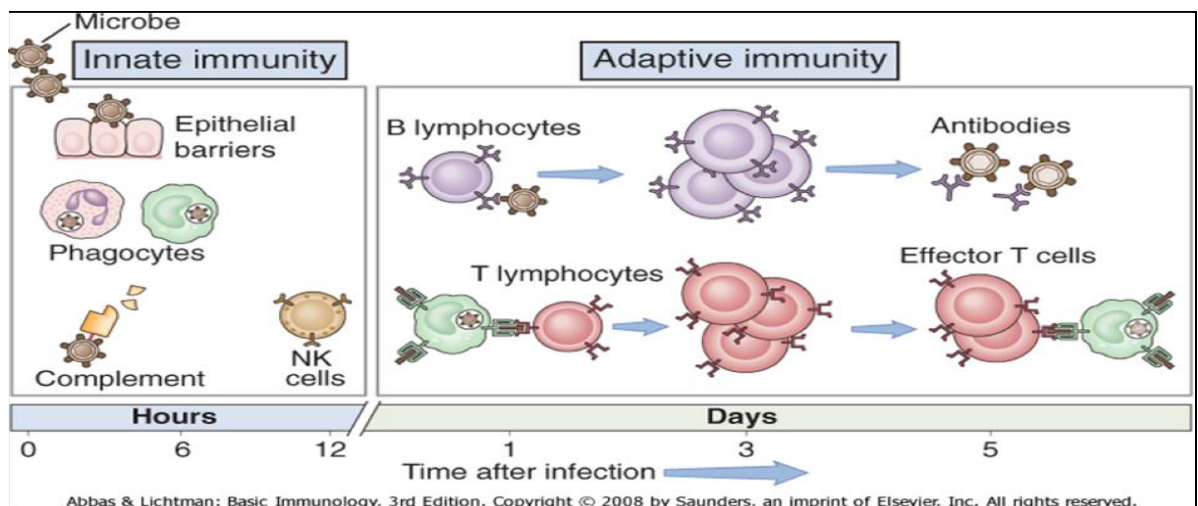 Microbe
Innate immunity
Adaptive immunity
Epithelial
barriers
Phagocytes
Complement
NK
cells
B lymphocytes
Antibodies
T lymphocytes
Effector T cells
Hours
Days
0 6 12 1 3 5
Time after infection
Abbas & Lichtman: Basic Immunology, 3rd Edition. Copyright © 2008 by Saunders, an imprint of Elsevier, Inc. All rights reserved.